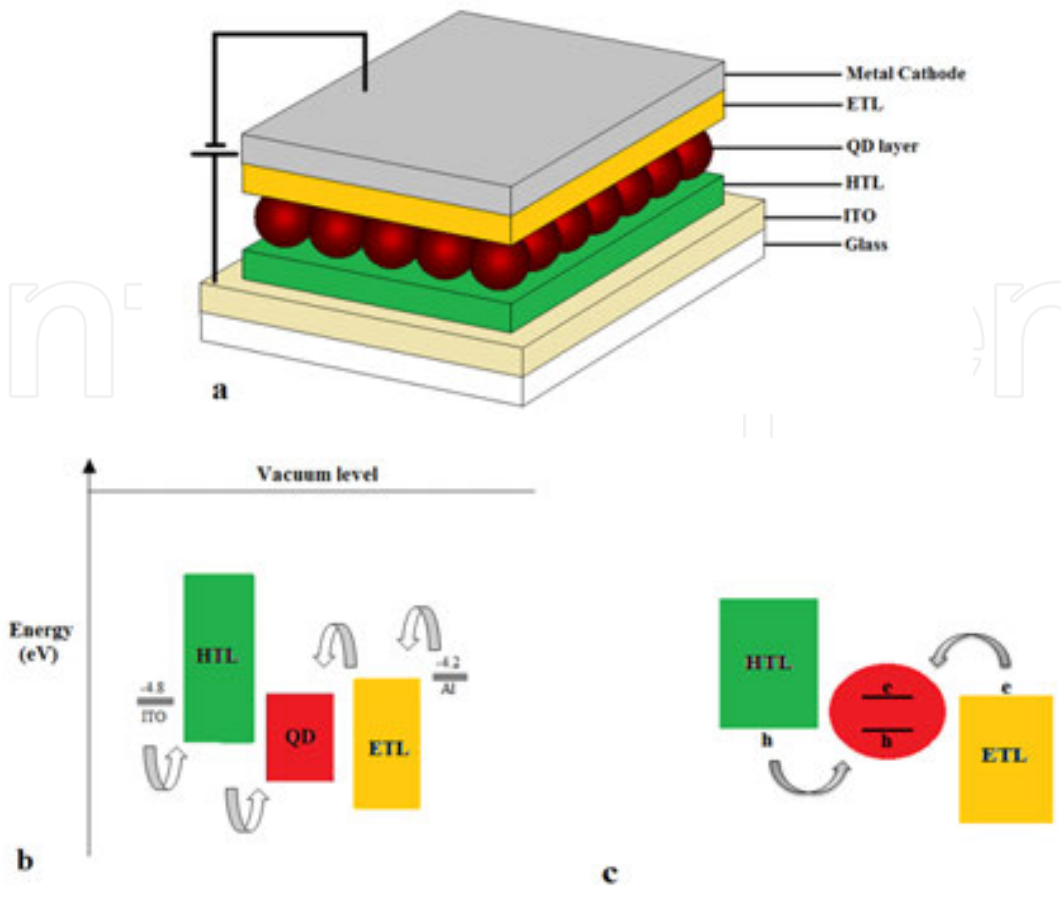 Metal Cathode
ETL
QD layer
HTL
ITO
Glass
a
Vacuum level
Energy
(eV)
HTL
-4.8
ITO
QD
ETL
-4.2
Al
b
HTL
h
e
h
e
ETL
c